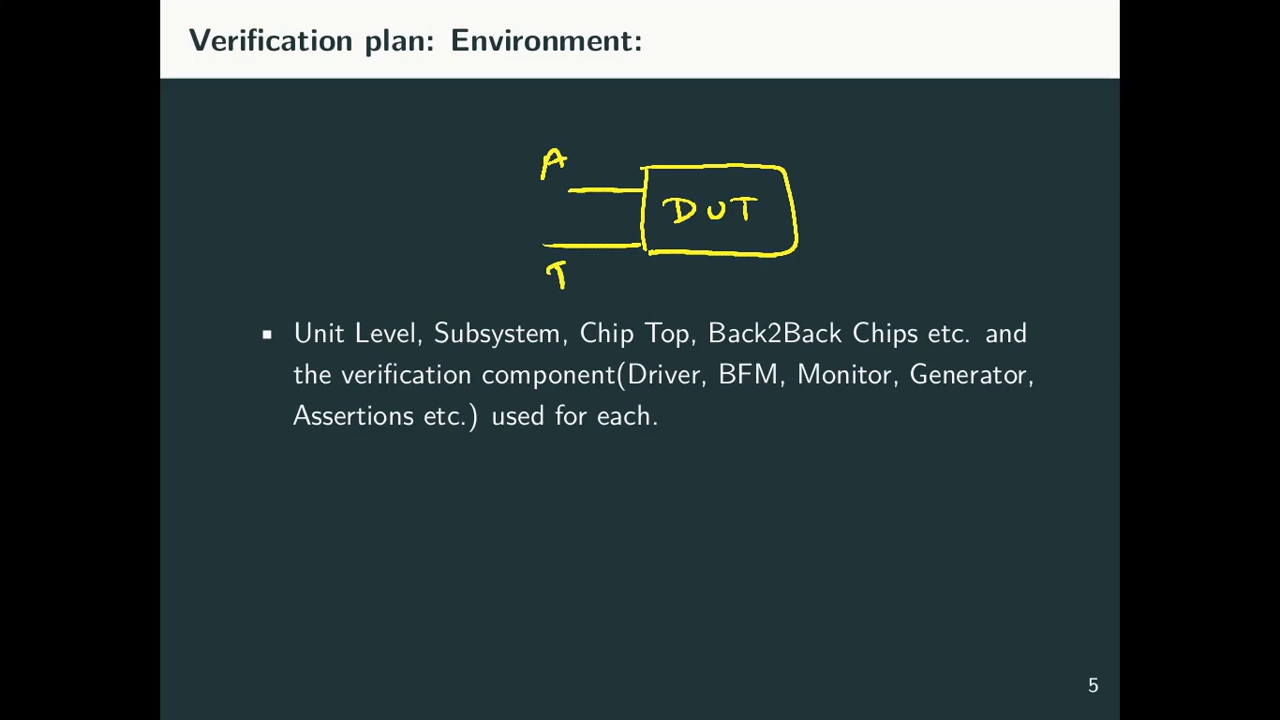 Verification plan: Environment:
A
DUT
T
▪ Unit Level, Subsystem, Chip Top, Back2Back Chips etc. and
the verification component(Driver, BFM, Monitor, Generator,
Assertions etc.) used for each.
5